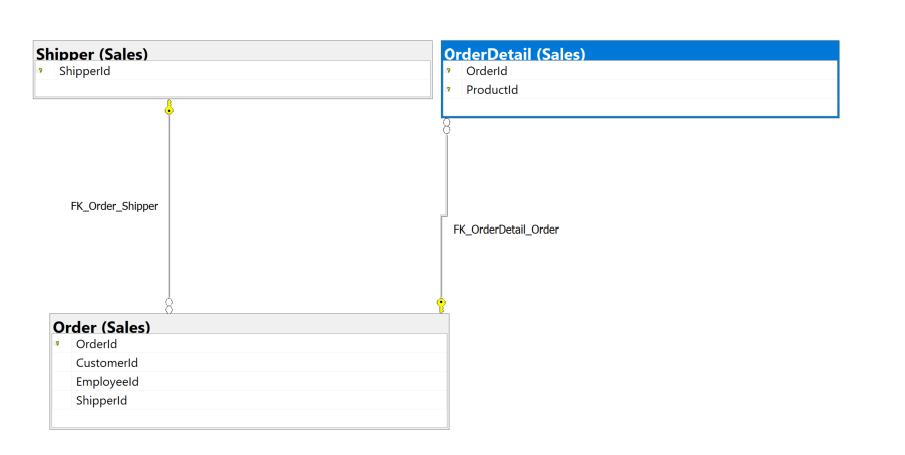 Shipper (Sales)
ShipperId
OrderDetail (Sales)
OrderId
ProductId
FK_Order_Shipper
FK_OrderDetail_Order
Order (Sales)
OrderId
CustomerId
EmployeeId
ShipperId